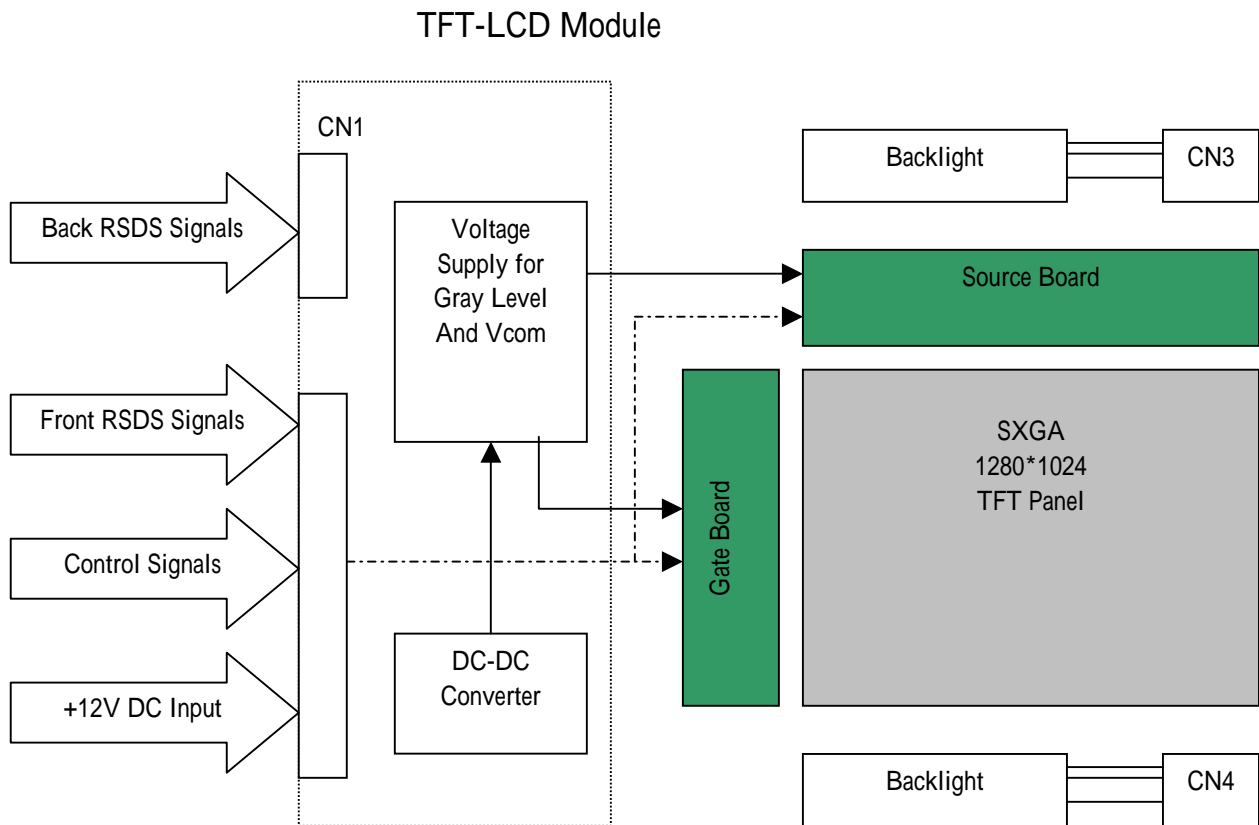 TFT-LCD Module
CN1
Back RSDS Signals
Front RSDS Signals
Control Signals
+12V DC Input
Voltage
Supply for
Gray Level
And Vcom
DC-DC
Converter
Gate Board
Backlight
CN3
Source Board
SXGA
1280*1024
TFT Panel
Backlight
CN4